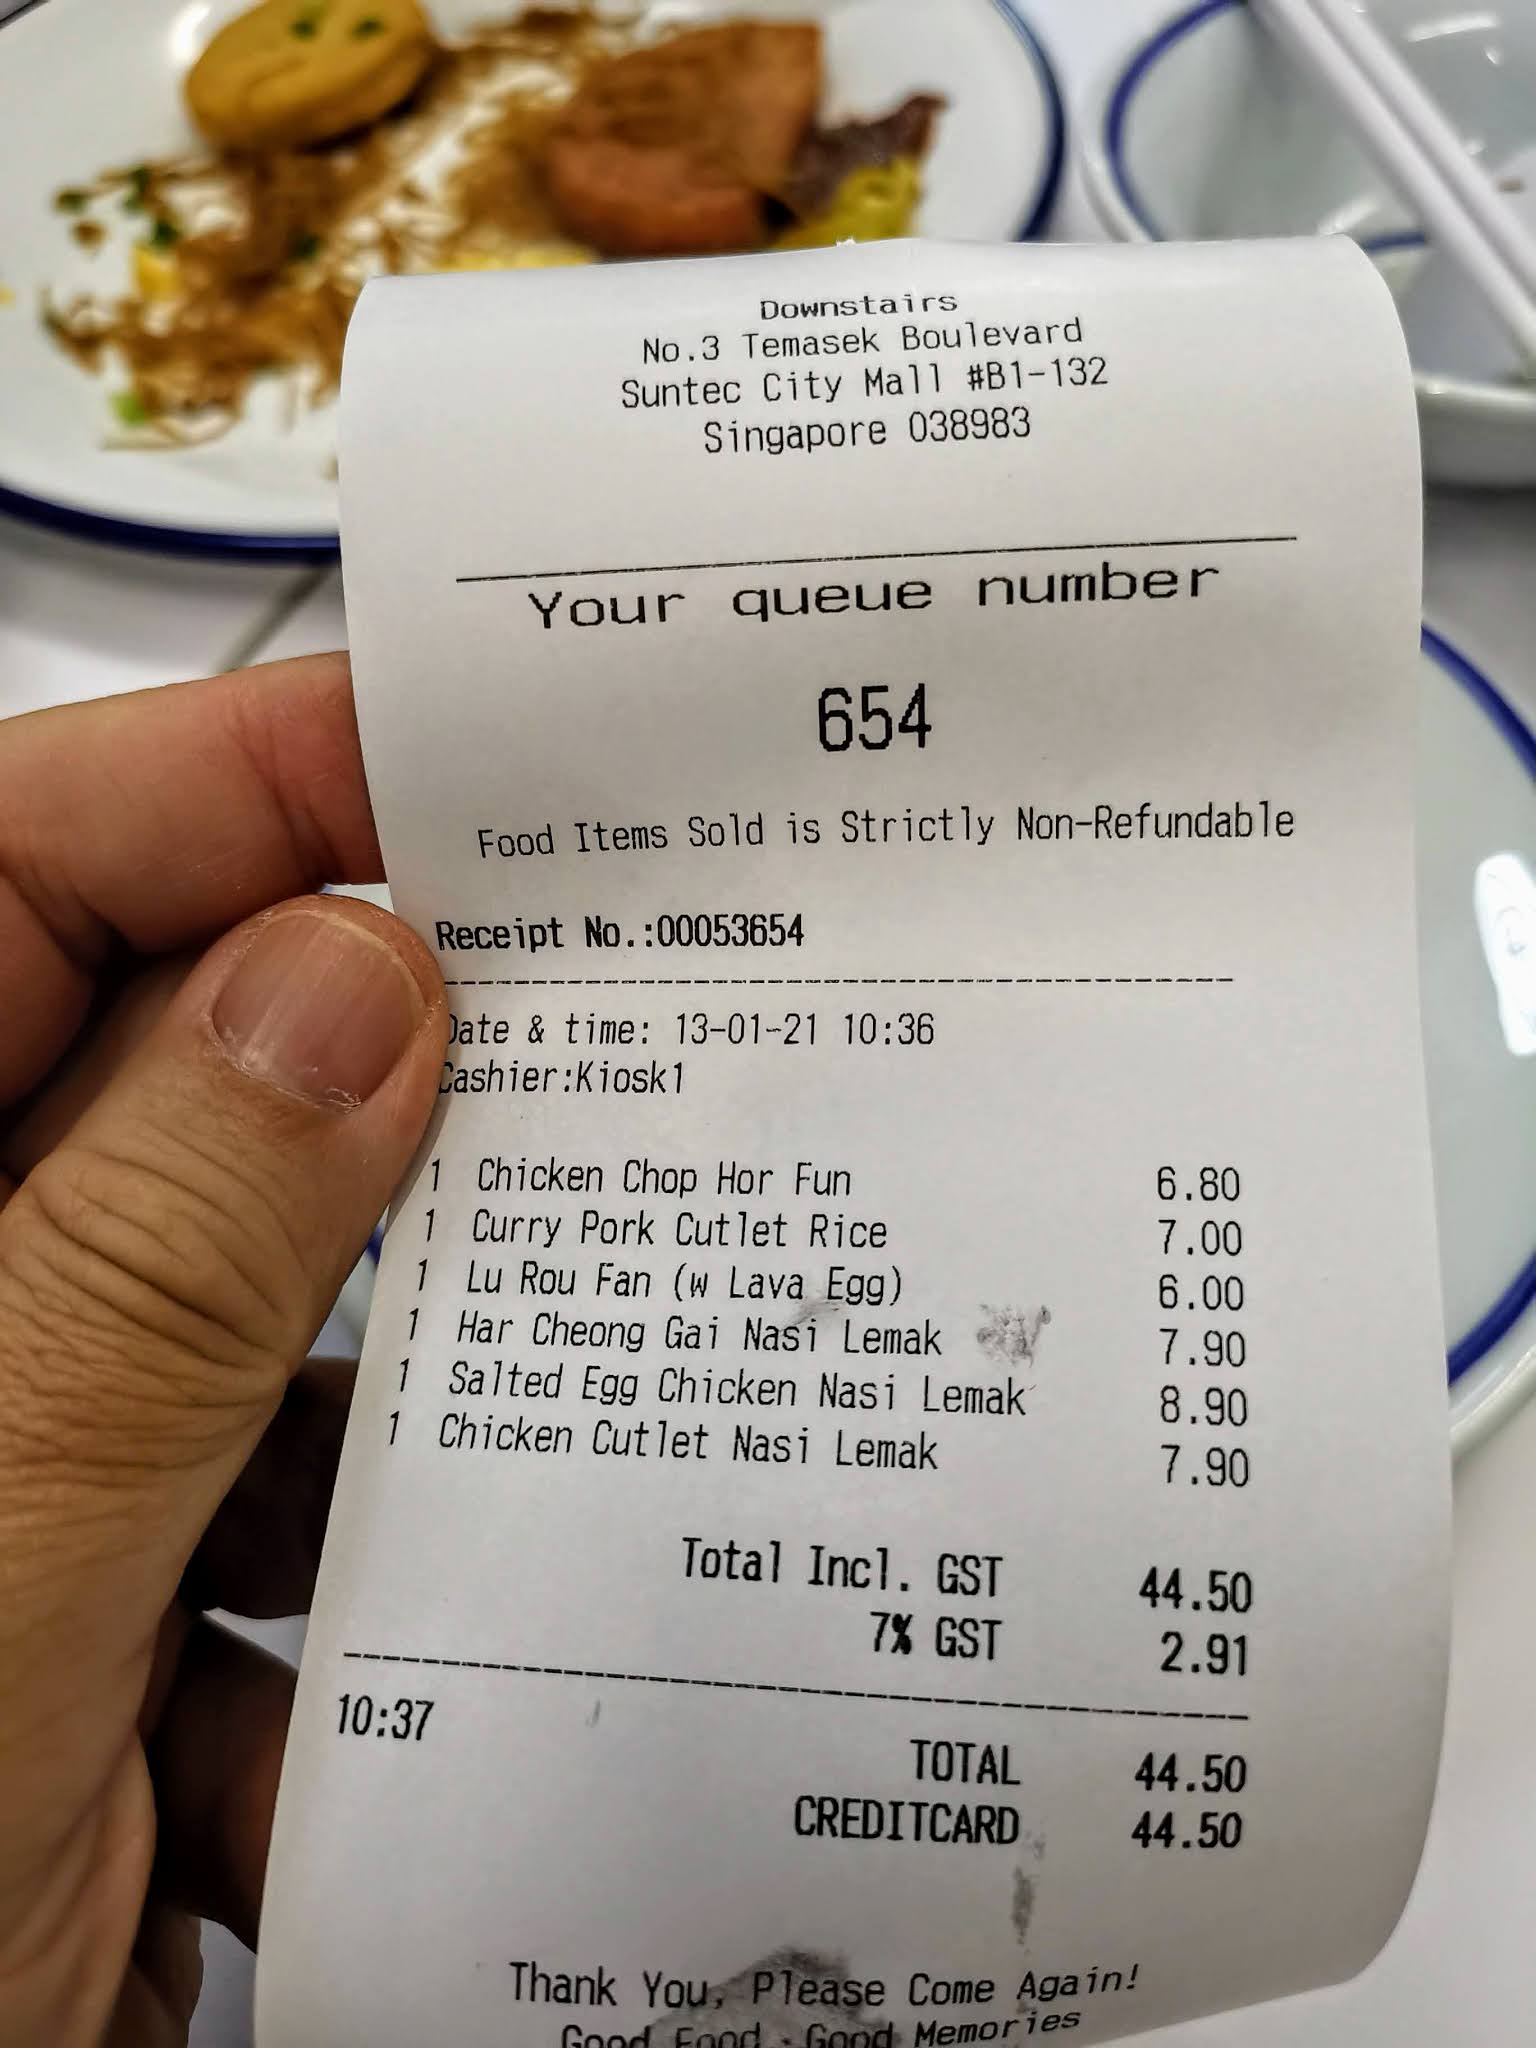 Downstairs
No.3 Temasek Boulevard
Suntec City Mall #B1-132
Singapore 038983
Your queue number
654
Food Items Sold is Strictly Non-Refundable
Receipt No.:00053654
Date & time: 13-01-21 10:36
Cashier:Kiosk1
1 Chicken Chop Hor Fun 6.80
1 Curry Pork Cutlet Rice 7.00
1 Lu Rou Fan (w Lava Egg) 6.00
1 Har Cheong Gai Nasi Lemak 7.90
1 Salted Egg Chicken Nasi Lemak 8.90
1 Chicken Cutlet Nasi Lemak 7.90
Total Incl. GST 44.50
7% GST 2.91
10:37
TOTAL 44.50
CREDITCARD 44.50
Thank You, Please Come Again!
Good Food - Good Memories